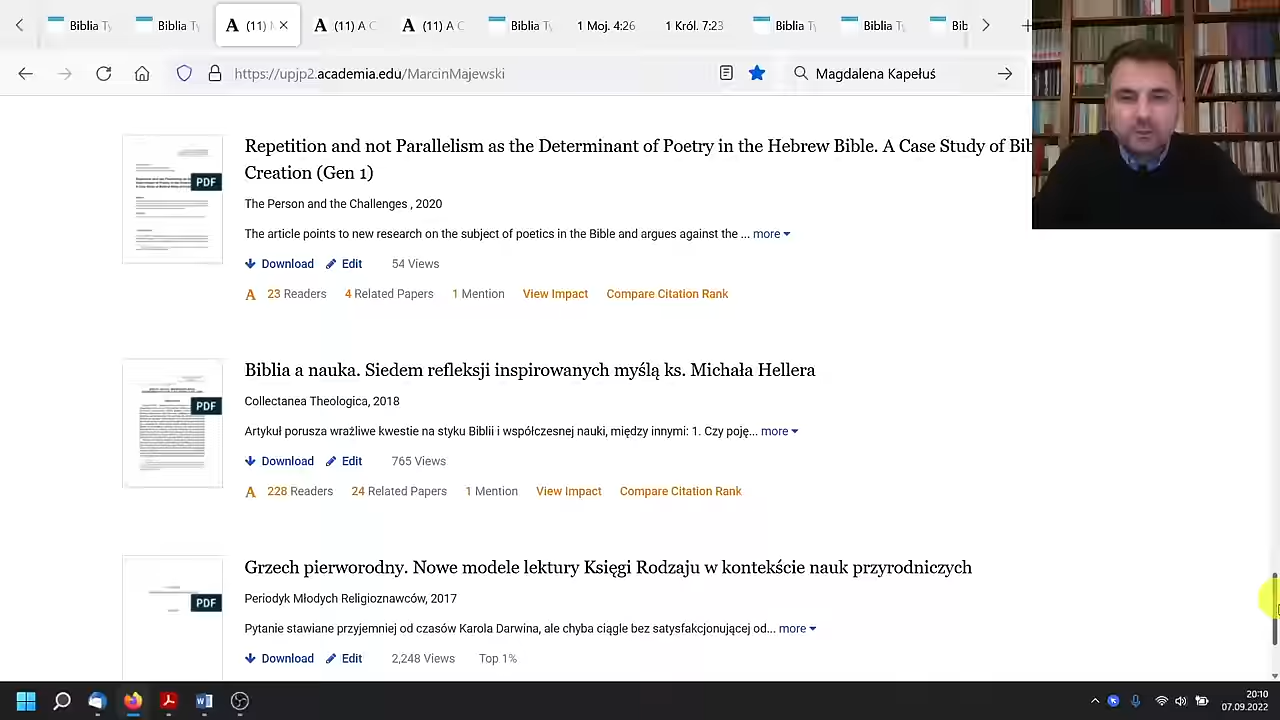 Biblia Ty
Biblia Ty
A (11) M
A (11) A C
A (11) A C
Biblia Ty
1 Moj. 4:26
1 Król. 7:23
Biblia Ty
Biblia Ty
Bib
https://upjp2.academia.edu/MarcinMajewski
Magdalena Kapełuś
Repetition and not Parallelism as the Determinant of Poetry in the Hebrew Bible. A Case Study of Bib
Creation (Gen 1)
PDF
The Person and the Challenges , 2020
The article points to new research on the subject of poetics in the Bible and argues against the ... more
Download Edit 54 Views
A 23 Readers 4 Related Papers 1 Mention View Impact Compare Citation Rank
Biblia a nauka. Siedem refleksji inspirowanych myślą ks. Michała Hellera
PDF
Collectanea Theologica, 2018
Artykuł porusza wrażliwe kwestie na styku Biblii i współczesnej nauki, między innymi: 1. Czy poję... more
Download Edit 765 Views
A 228 Readers 24 Related Papers 1 Mention View Impact Compare Citation Rank
Grzech pierworodny. Nowe modele lektury Księgi Rodzaju w kontekście nauk przyrodniczych
PDF
Periodyk Młodych Religioznawców, 2017
Pytanie stawiane przyjemniej od czasów Karola Darwina, ale chyba ciągle bez satysfakcjonującej od... more
Download Edit 2,248 Views Top 1%
20:10
07.09.2022